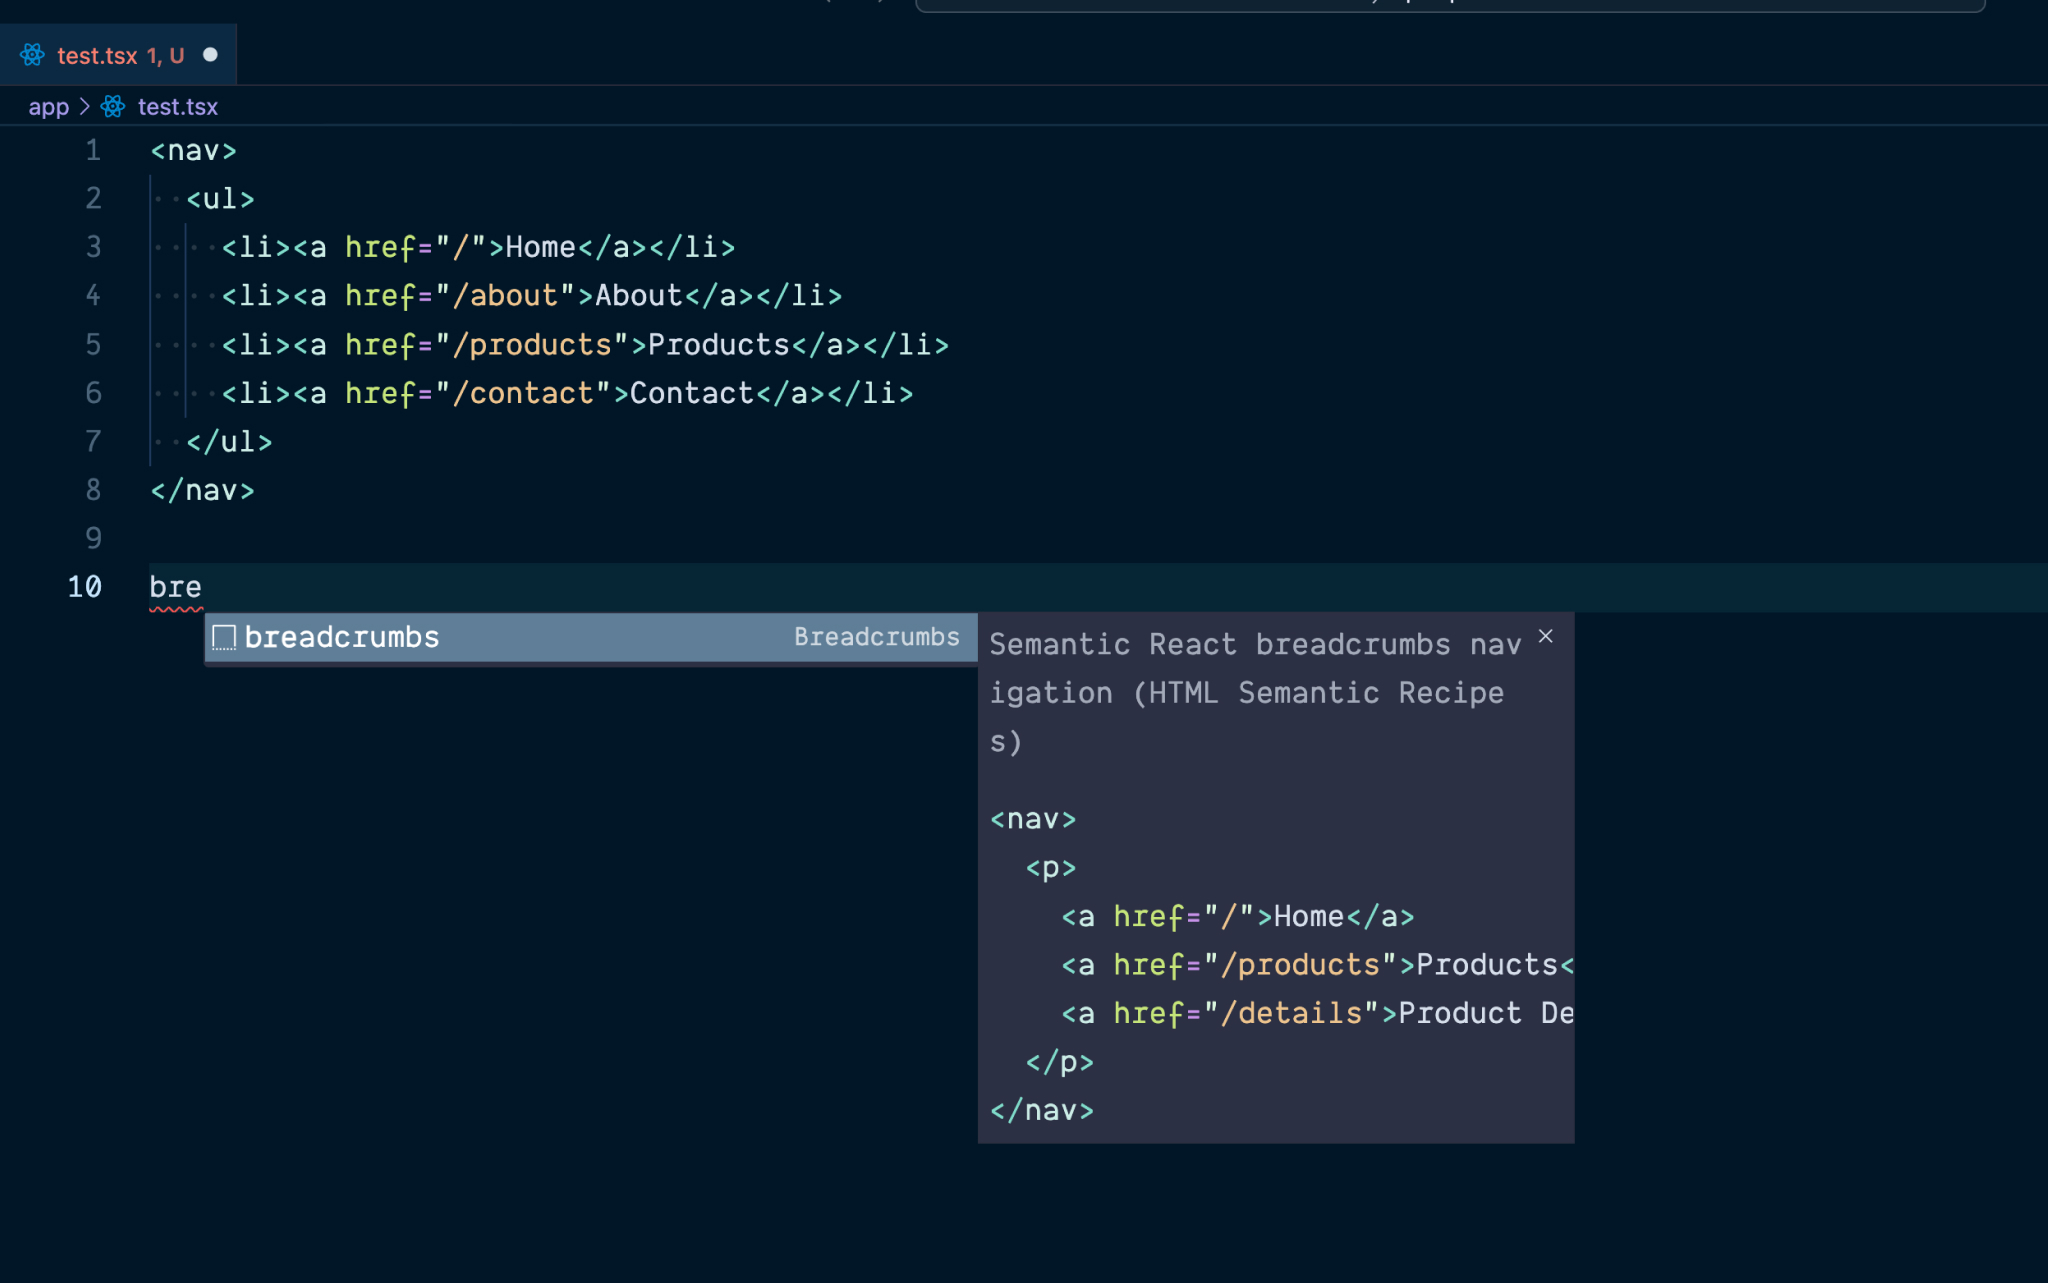 test.tsx 1, U
app > test.tsx
1 <nav>
2 <ul>
3 <li><a href="/">Home</a></li>
4 <li><a href="/about">About</a></li>
5 <li><a href="/products">Products</a></li>
6 <li><a href="/contact">Contact</a></li>
7 </ul>
8 </nav>
9
10 bre
breadcrumbs Breadcrumbs
Semantic React breadcrumbs nav
igation (HTML Semantic Recipe
s)
<nav>
<p>
<a href="/">Home</a>
<a href="/products">Products<
<a href="/details">Product De
</p>
</nav>